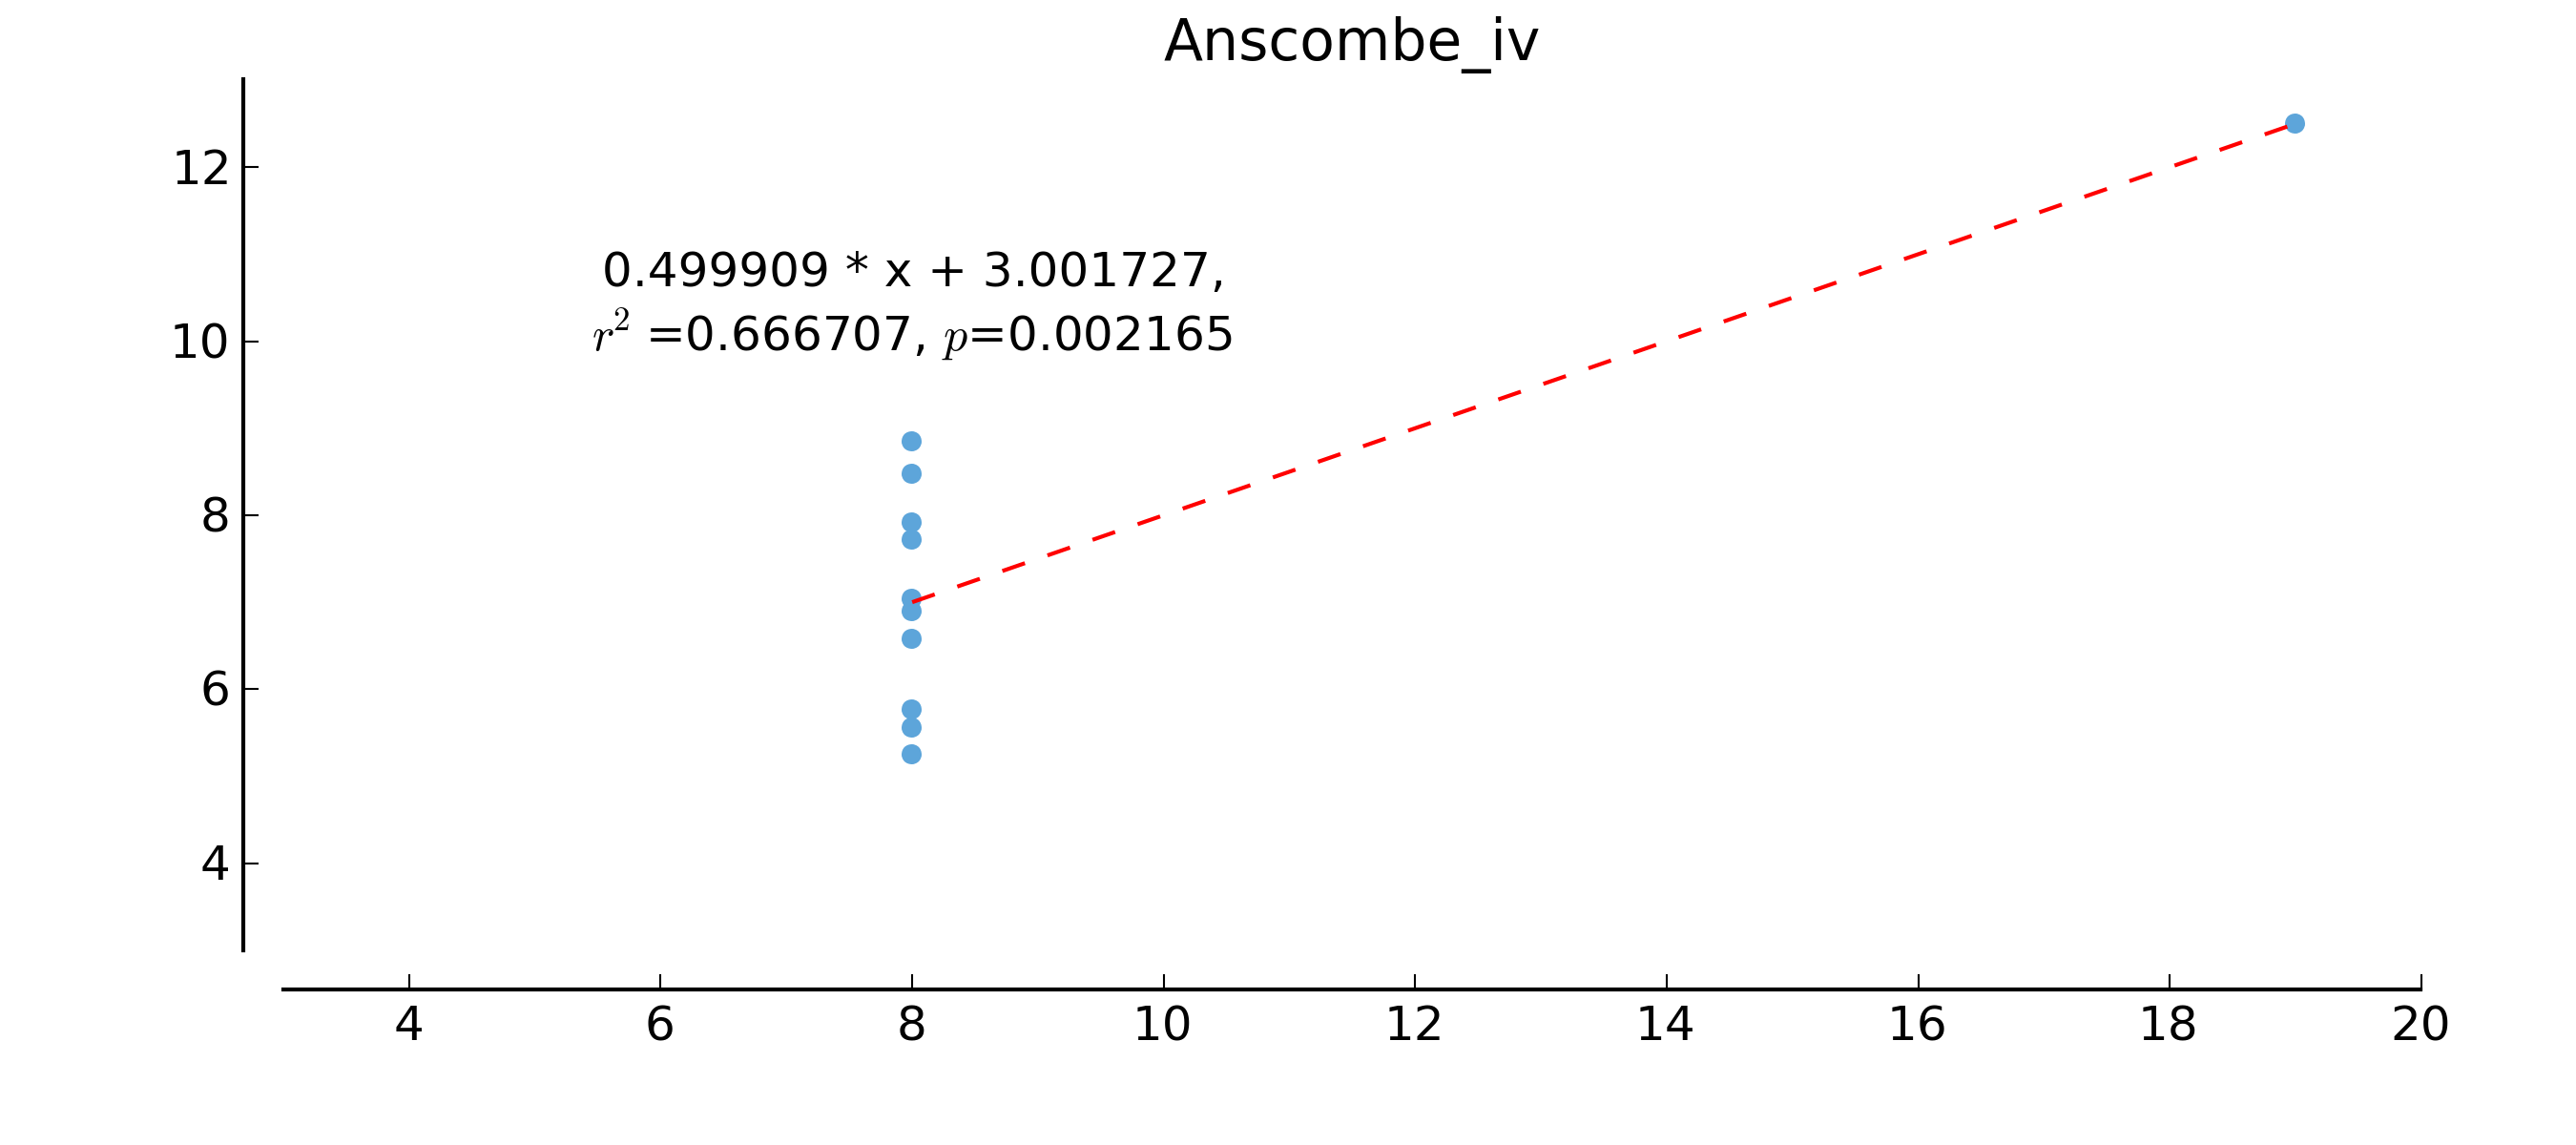 Anscombe_iv
12
10
8
6
4
0.499909 * x + 3.001727,
r² =0.666707, p=0.002165
4 6 8 10 12 14 16 18 20